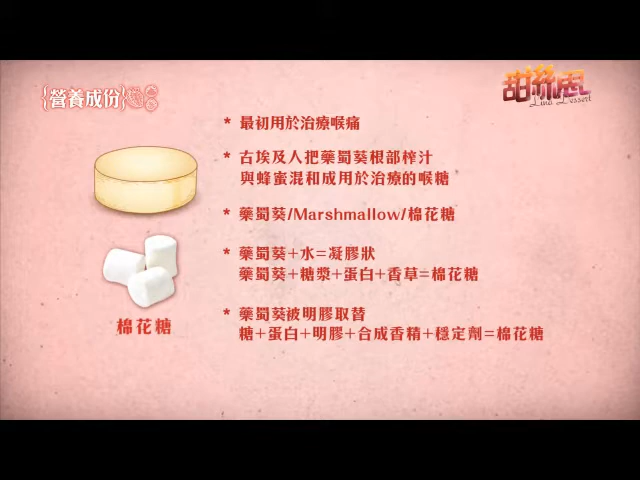 營養成份
甜絲風
Lina Dessert
* 最初用於治療喉痛
* 古埃及人把藥蜀葵根部榨汁
與蜂蜜混和成用於治療的喉糖
* 藥蜀葵/Marshmallow/棉花糖
* 藥蜀葵+水=凝膠狀
藥蜀葵+糖漿+蛋白+香草=棉花糖
棉花糖
* 藥蜀葵被明膠取替
糖+蛋白+明膠+合成香精+穩定劑=棉花糖